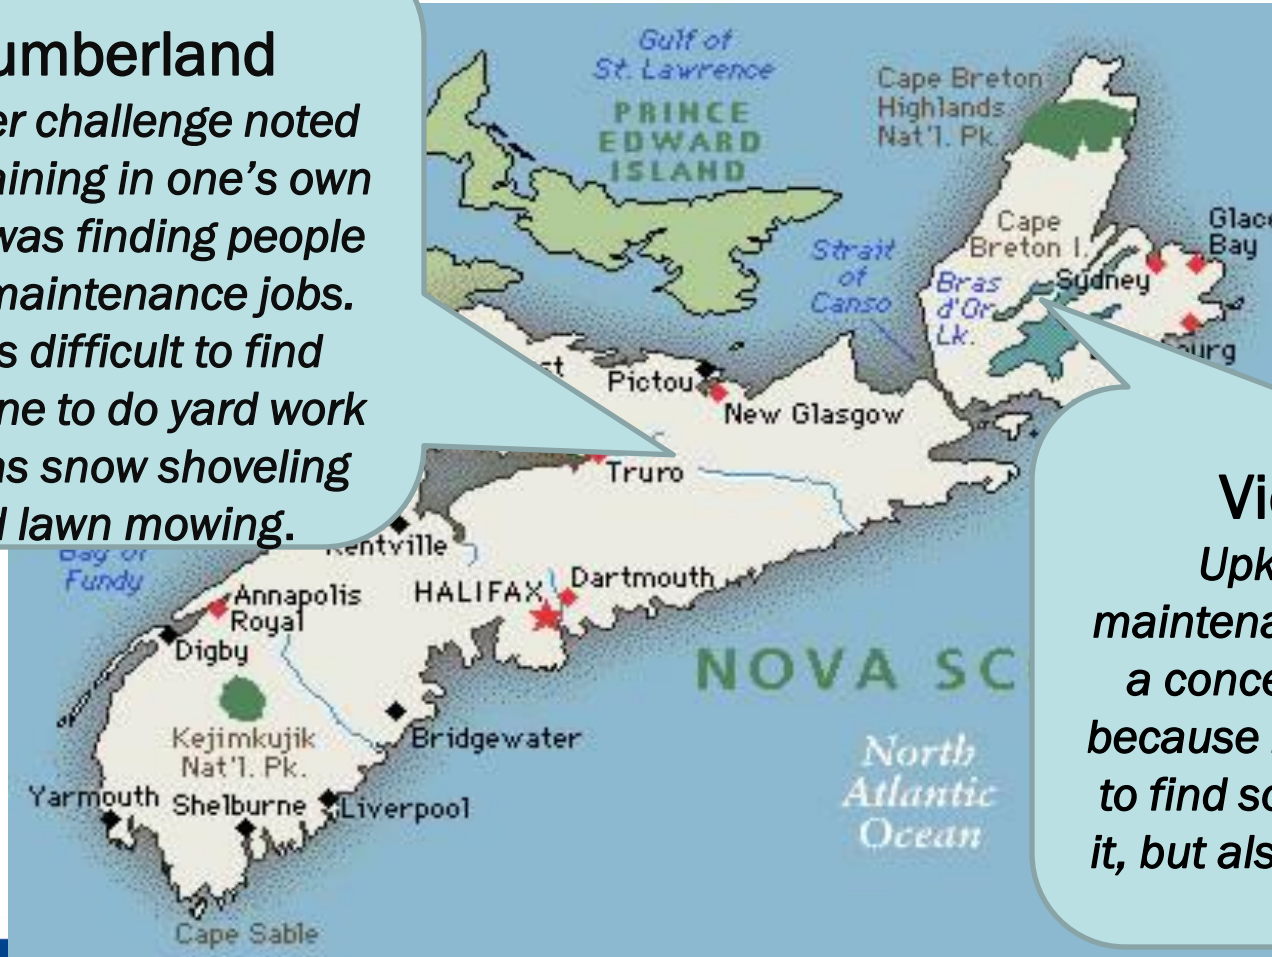 umberland
er challenge noted
aining in one's own
was finding people
maintenance jobs.
s difficult to find
ne to do yard work
as snow shoveling
d lawn mowing.
Gulf of
St. Lawrence
PRINCE
EDWARD
ISLAND
Cape Breton
Highlands
Nat'l. Pk.
Cape
Breton I.
Glace
Bay
Sydney
Strait
of
Canso
Bras
d'Or
Lk.
urg
st
Pictou
New Glasgow
Truro
Kentville
Bay of
Fundy
HALIFAX
Dartmouth
Annapolis
Royal
Digby
NOVA SC
Kejimkujik
Nat'l. Pk.
Bridgewater
North
Atlantic
Ocean
Yarmouth
Shelburne
Liverpool
Cape Sable
Vi
Upk
maintena
a conce
because
to find so
it, but als